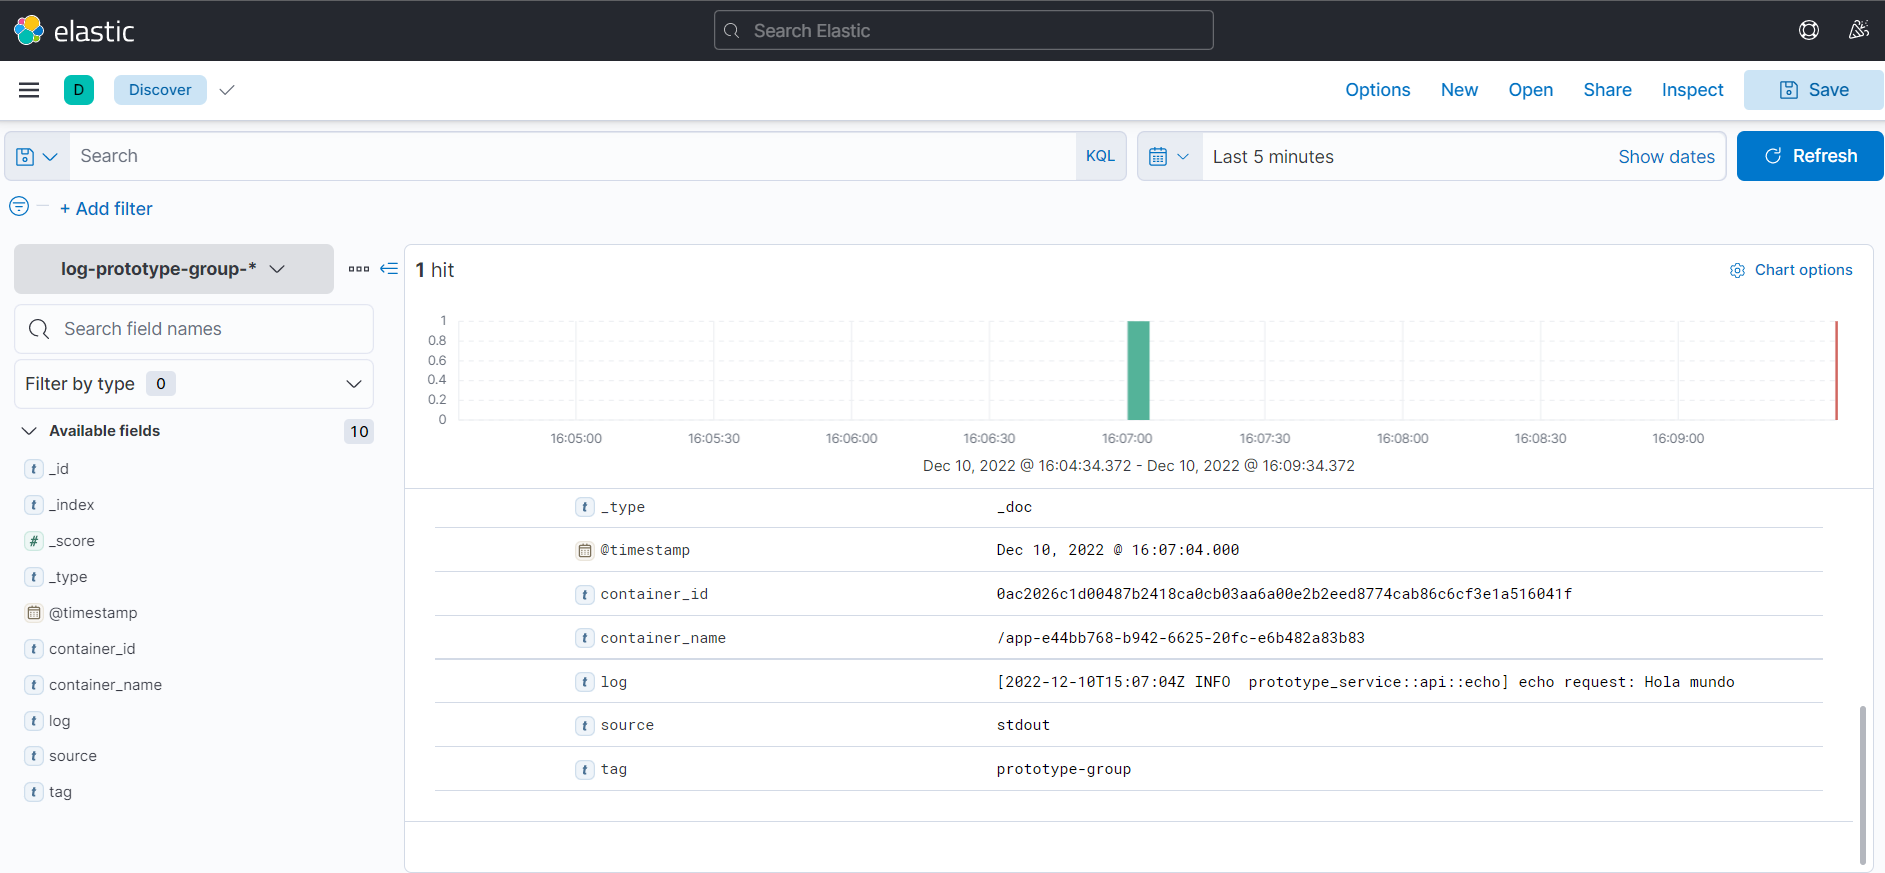 elastic
Search Elastic
D
Discover
Options New Open Share Inspect Save
Search
KQL
Last 5 minutes
Show dates
Refresh
+ Add filter
log-prototype-group-*
1 hit
Chart options
Search field names
Filter by type 0
Available fields 10
t _id
t _index
# _score
t _type
@timestamp
t container_id
t container_name
t log
t source
t tag
1
0.8
0.6
0.4
0.2
0
16:05:00 16:05:30 16:06:00 16:06:30 16:07:00 16:07:30 16:08:00 16:08:30 16:09:00
Dec 10, 2022 @ 16:04:34.372 - Dec 10, 2022 @ 16:09:34.372
t _type _doc
@timestamp Dec 10, 2022 @ 16:07:04.000
t container_id 0ac2026c1d00487b2418ca0cb03aa6a00e2b2eed8774cab86c6cf3e1a516041f
t container_name /app-e44bb768-b942-6625-20fc-e6b482a83b83
t log [2022-12-10T15:07:04Z INFO  prototype_service::api::echo] echo request: Hola mundo
t source stdout
t tag prototype-group